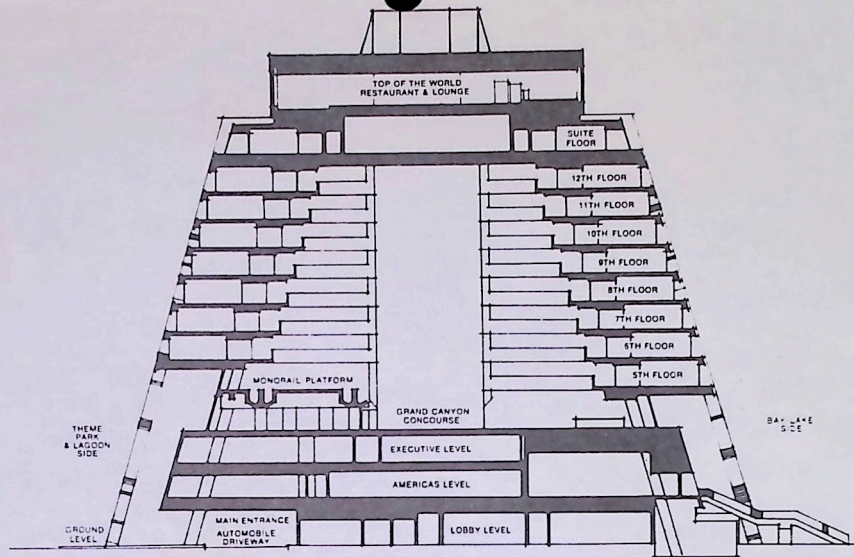 TOP OF THE WORLD
RESTAURANT & LOUNGE
SUITE
FLOOR
12TH FLOOR
11TH FLOOR
10TH FLOOR
9TH FLOOR
8TH FLOOR
7TH FLOOR
6TH FLOOR
5TH FLOOR
MONORAIL PLATFORM
GRAND CANYON
CONCOURSE
THEME
PARK
& LAGOON
SIDE
BAY LAKE
SIDE
EXECUTIVE LEVEL
AMERICAS LEVEL
GROUND
LEVEL
MAIN ENTRANCE
AUTOMOBILE
DRIVEWAY
LOBBY LEVEL